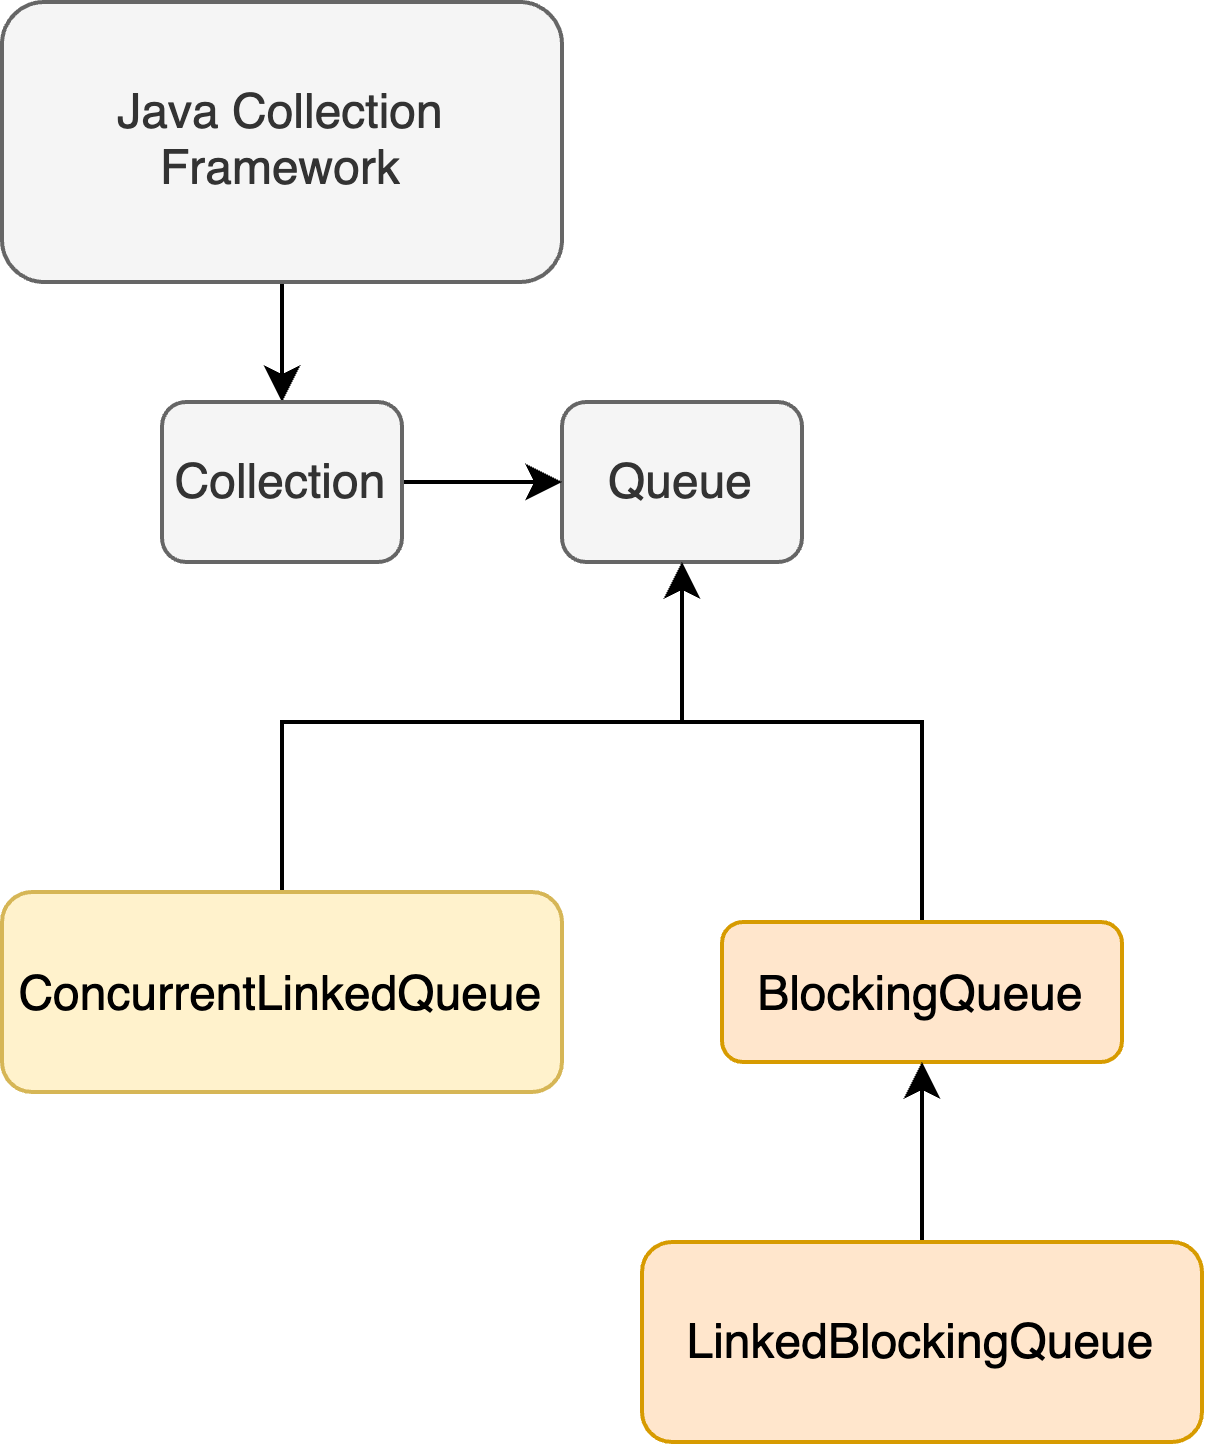 Java Collection
Framework
Collection
Queue
ConcurrentLinkedQueue
BlockingQueue
LinkedBlockingQueue